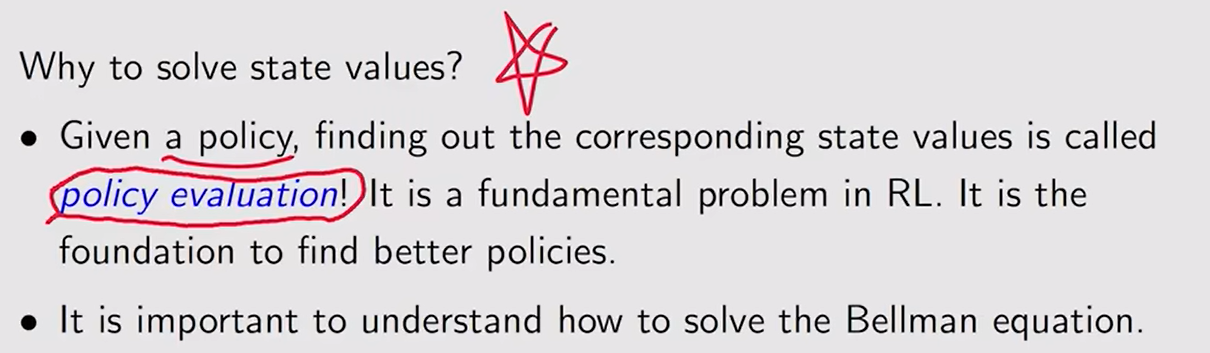 Why to solve state values?
• Given a policy, finding out the corresponding state values is called
policy evaluation! It is a fundamental problem in RL. It is the
foundation to find better policies.
• It is important to understand how to solve the Bellman equation.